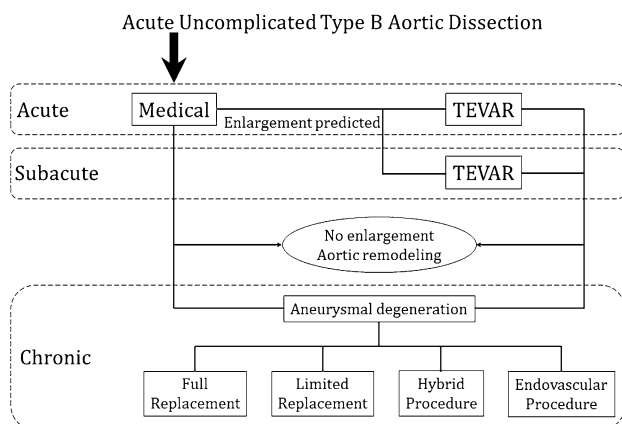 Acute Uncomplicated Type B Aortic Dissection
Acute
Medical
Enlargement predicted
TEVAR
Subacute
TEVAR
No enlargement
Aortic remodeling
Chronic
Aneurysmal degeneration
Full
Replacement
Limited
Replacement
Hybrid
Procedure
Endovascular
Procedure